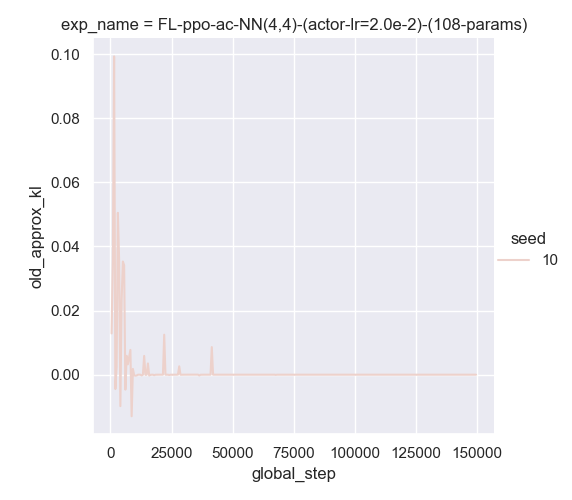 exp_name = FL-ppo-ac-NN(4,4)-(actor-lr=2.0e-2)-(108-params)
0.10
0.08
0.06
0.04
0.02
0.00
old_approx_kl
seed
10
0 25000 50000 75000 100000 125000 150000
global_step